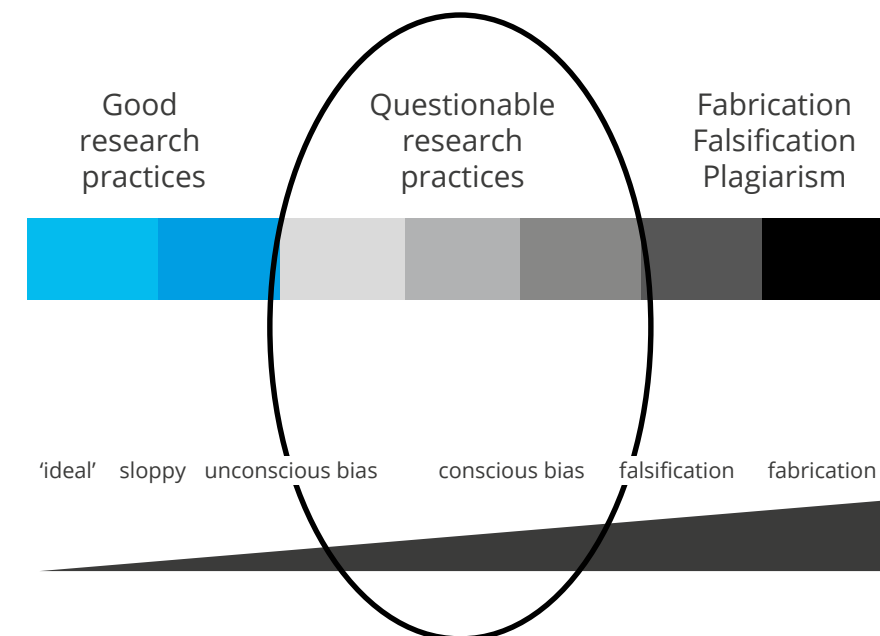 Good
research
practices
Questionable
research
practices
Fabrication
Falsification
Plagiarism
‘ideal’ sloppy unconscious bias conscious bias falsification fabrication